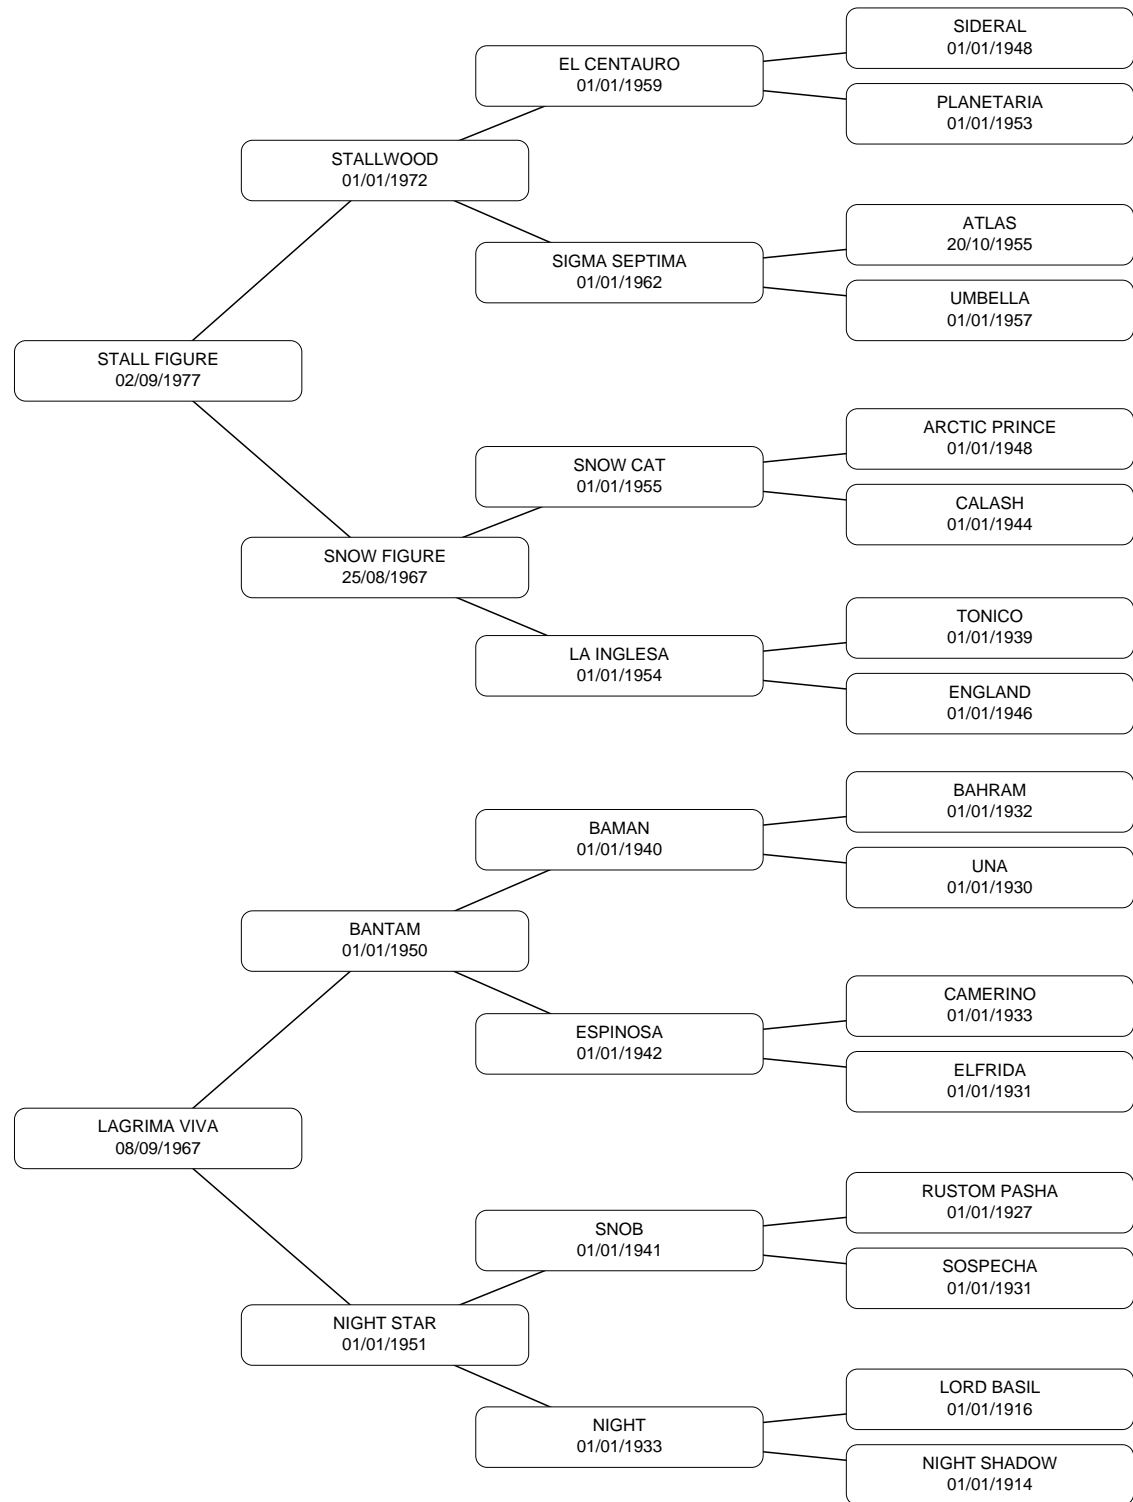 SIDERAL
01/01/1948
EL CENTAURO
01/01/1959
PLANETARIA
01/01/1953
STALLWOOD
01/01/1972
ATLAS
20/10/1955
SIGMA SEPTIMA
01/01/1962
UMBELLA
01/01/1957
STALL FIGURE
02/09/1977
ARCTIC PRINCE
01/01/1948
SNOW CAT
01/01/1955
CALASH
01/01/1944
SNOW FIGURE
25/08/1967
TONICO
01/01/1939
LA INGLESA
01/01/1954
ENGLAND
01/01/1946
BAHRAM
01/01/1932
BAMAN
01/01/1940
UNA
01/01/1930
BANTAM
01/01/1950
CAMERINO
01/01/1933
ESPINOSA
01/01/1942
ELFRIDA
01/01/1931
LAGRIMA VIVA
08/09/1967
RUSTOM PASHA
01/01/1927
SNOB
01/01/1941
SOSPECHA
01/01/1931
NIGHT STAR
01/01/1951
LORD BASIL
01/01/1916
NIGHT
01/01/1933
NIGHT SHADOW
01/01/1914